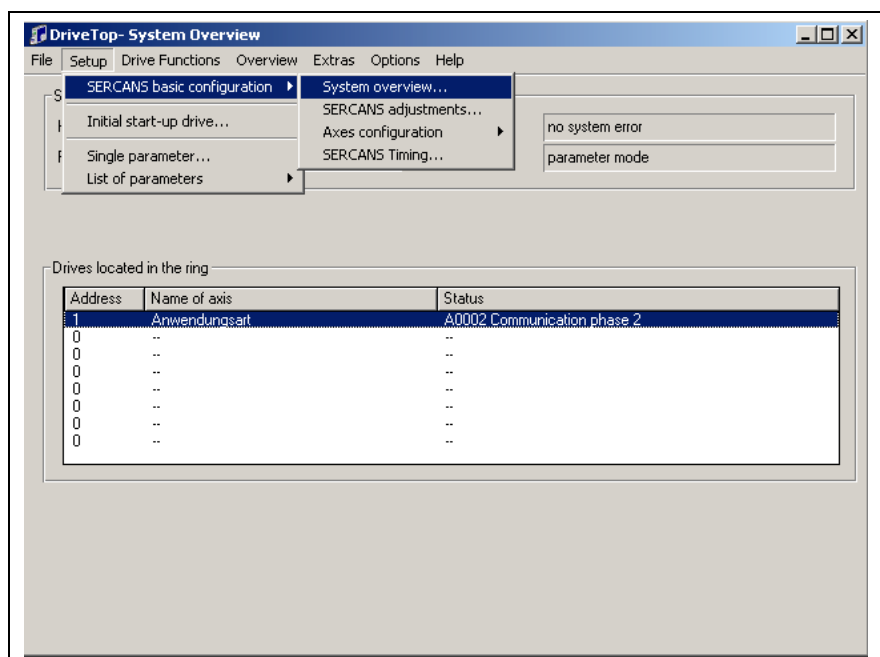 DriveTop- System Overview
File Setup Drive Functions Overview Extras Options Help
SERCANS basic configuration
System overview...
SERCANS adjustments...
Initial start-up drive...
Axes configuration
no system error
Single parameter...
SERCANS Timing...
parameter mode
List of parameters
Drives located in the ring
Address Name of axis Status
1 Anwendungsart A0002 Communication phase 2
0 -- --
0 -- --
0 -- --
0 -- --
0 -- --
0 -- --
0 -- --